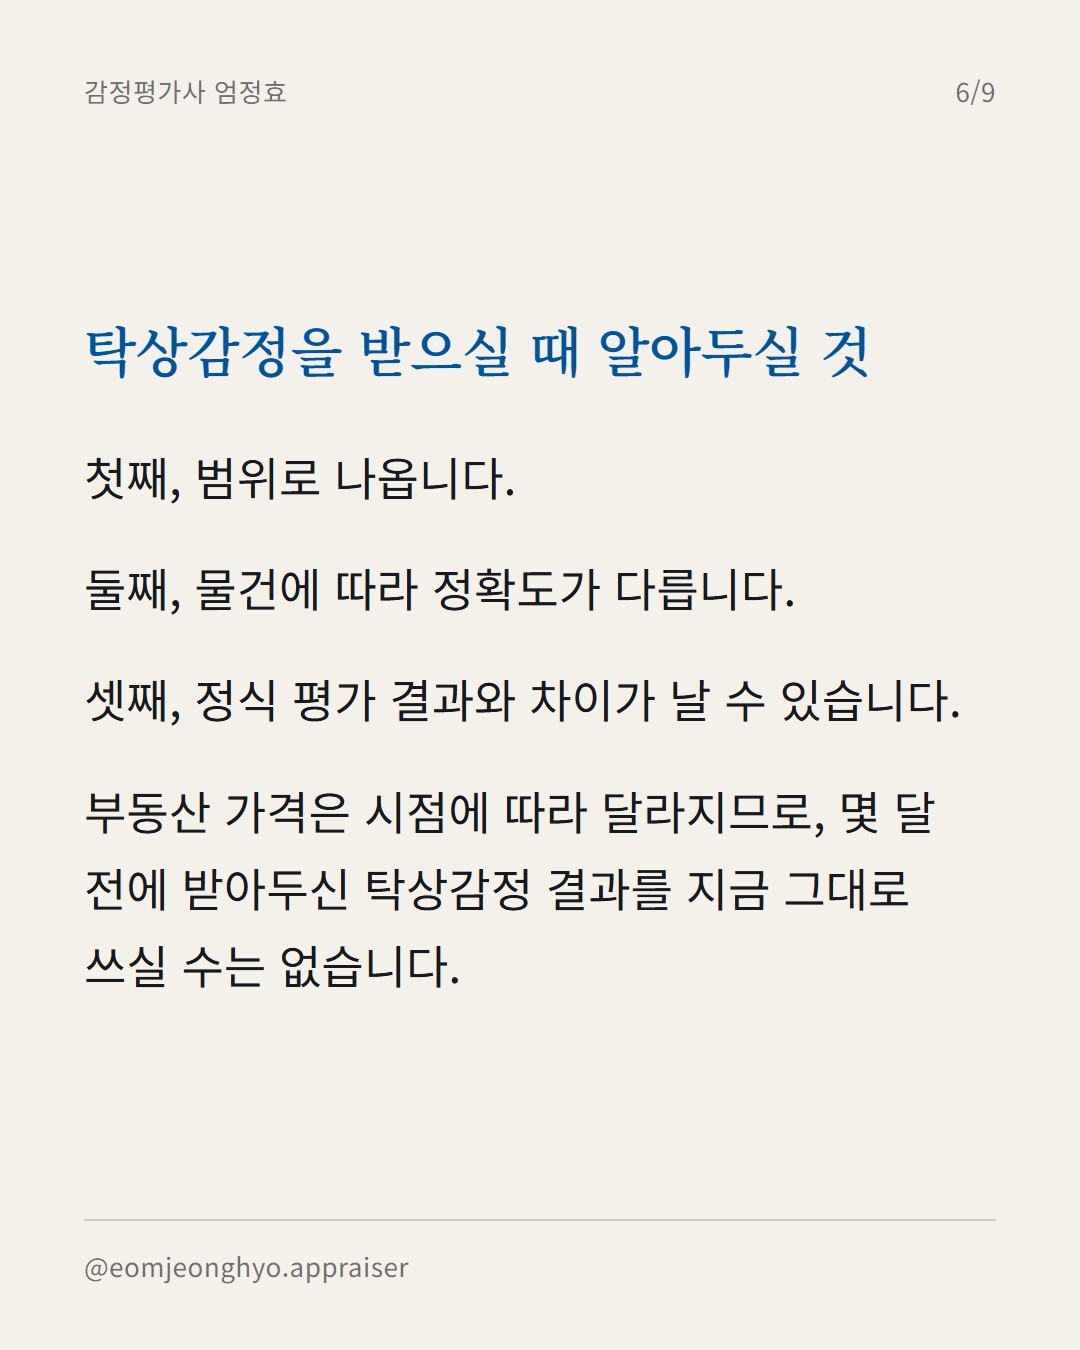 감정평가사 엄정효
6/9
탁상감정을 받으실 때 알아두실 것
첫째, 범위로 나옵니다.
둘째, 물건에 따라 정확도가 다릅니다.
셋째, 정식 평가 결과와 차이가 날 수 있습니다.
부동산 가격은 시점에 따라 달라지므로, 몇 달
전에 받아두신 탁상감정 결과를 지금 그대로
쓰실 수는 없습니다.
@eomjeonghyo.appraiser